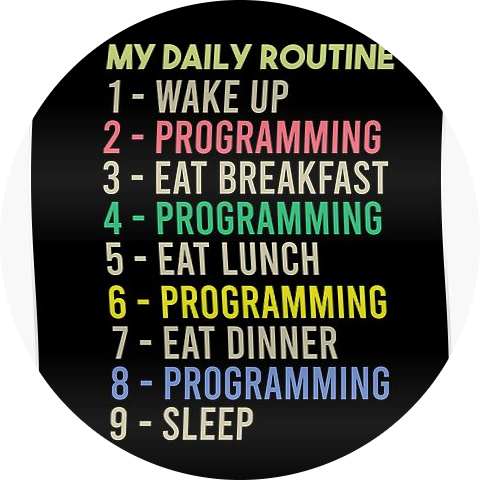 MY DAILY ROUTINE
1 - WAKE UP
2 - PROGRAMMING
3 - EAT BREAKFAST
4 - PROGRAMMING
5 - EAT LUNCH
6 - PROGRAMMING
7 - EAT DINNER
8 - PROGRAMMING
9 - SLEEP